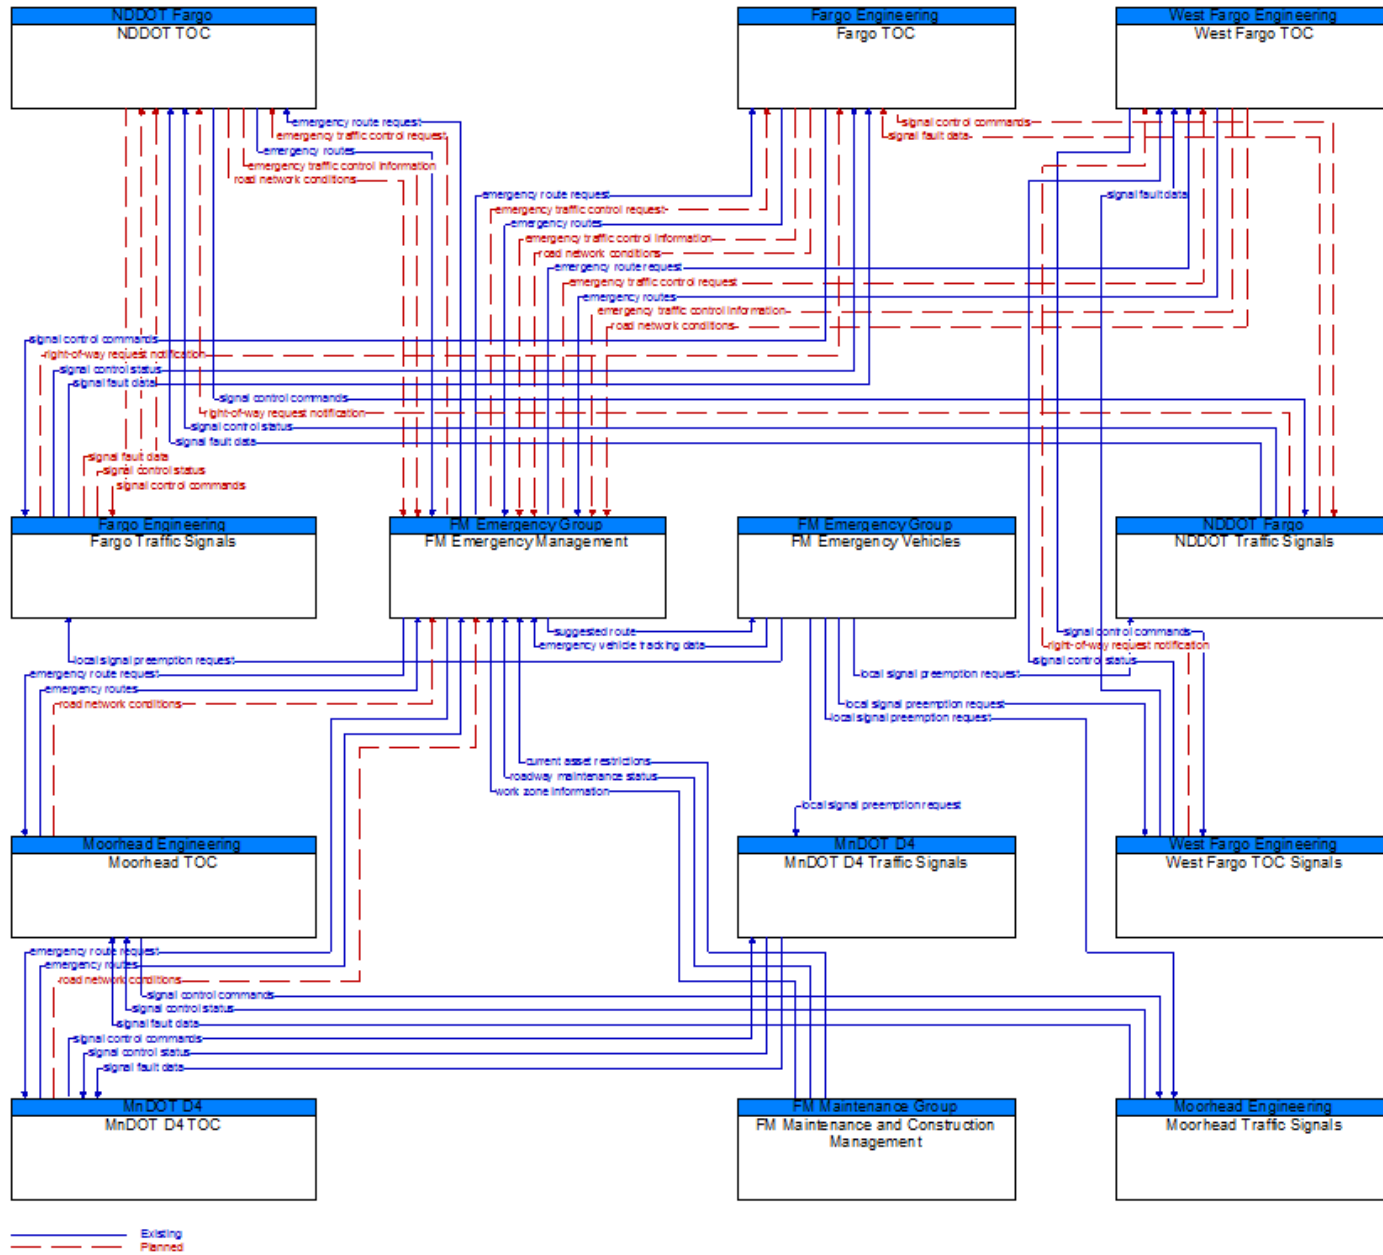 NDDOT Fargo
NDDOT TOC
Fargo Engineering
Fargo TOC
West Fargo Engineering
West Fargo TOC
emergency route request
emergency traffic control request
emergency routes
emergency traffic control information
road network conditions
signal control commands
signal fault data
signal fault data
emergency route request
emergency traffic control request
emergency routes
emergency traffic control information
road network conditions
emergency route request
emergency traffic control request
emergency routes
emergency traffic control information
road network conditions
signal control commands
right-of-way request notification
signal control status
signal fault data
signal control commands
right-of-way request notification
signal control status
signal fault data
signal fault data
signal control status
signal control commands
Fargo Engineering
Fargo Traffic Signals
FM Emergency Group
FM Emergency Management
FM Emergency Group
FM Emergency Vehicles
NDDOT Fargo
NDDOT Traffic Signals
suggested route
emergency vehicle tracking data
signal control commands
right-of-way request notification
signal control status
local signal preemption request
emergency route request
emergency routes
road network conditions
local signal preemption request
local signal preemption request
local signal preemption request
current asset restrictions
roadway maintenance status
work zone information
local signal preemption request
Moorhead Engineering
Moorhead TOC
MnDOT D4
MnDOT D4 Traffic Signals
West Fargo Engineering
West Fargo TOC Signals
emergency route request
emergency routes
road network conditions
signal control commands
signal control status
signal fault data
signal control commands
signal control status
signal fault data
MnDOT D4
MnDOT D4 TOC
FM Maintenance Group
FM Maintenance and Construction
Management
Moorhead Engineering
Moorhead Traffic Signals
Existing
Planned